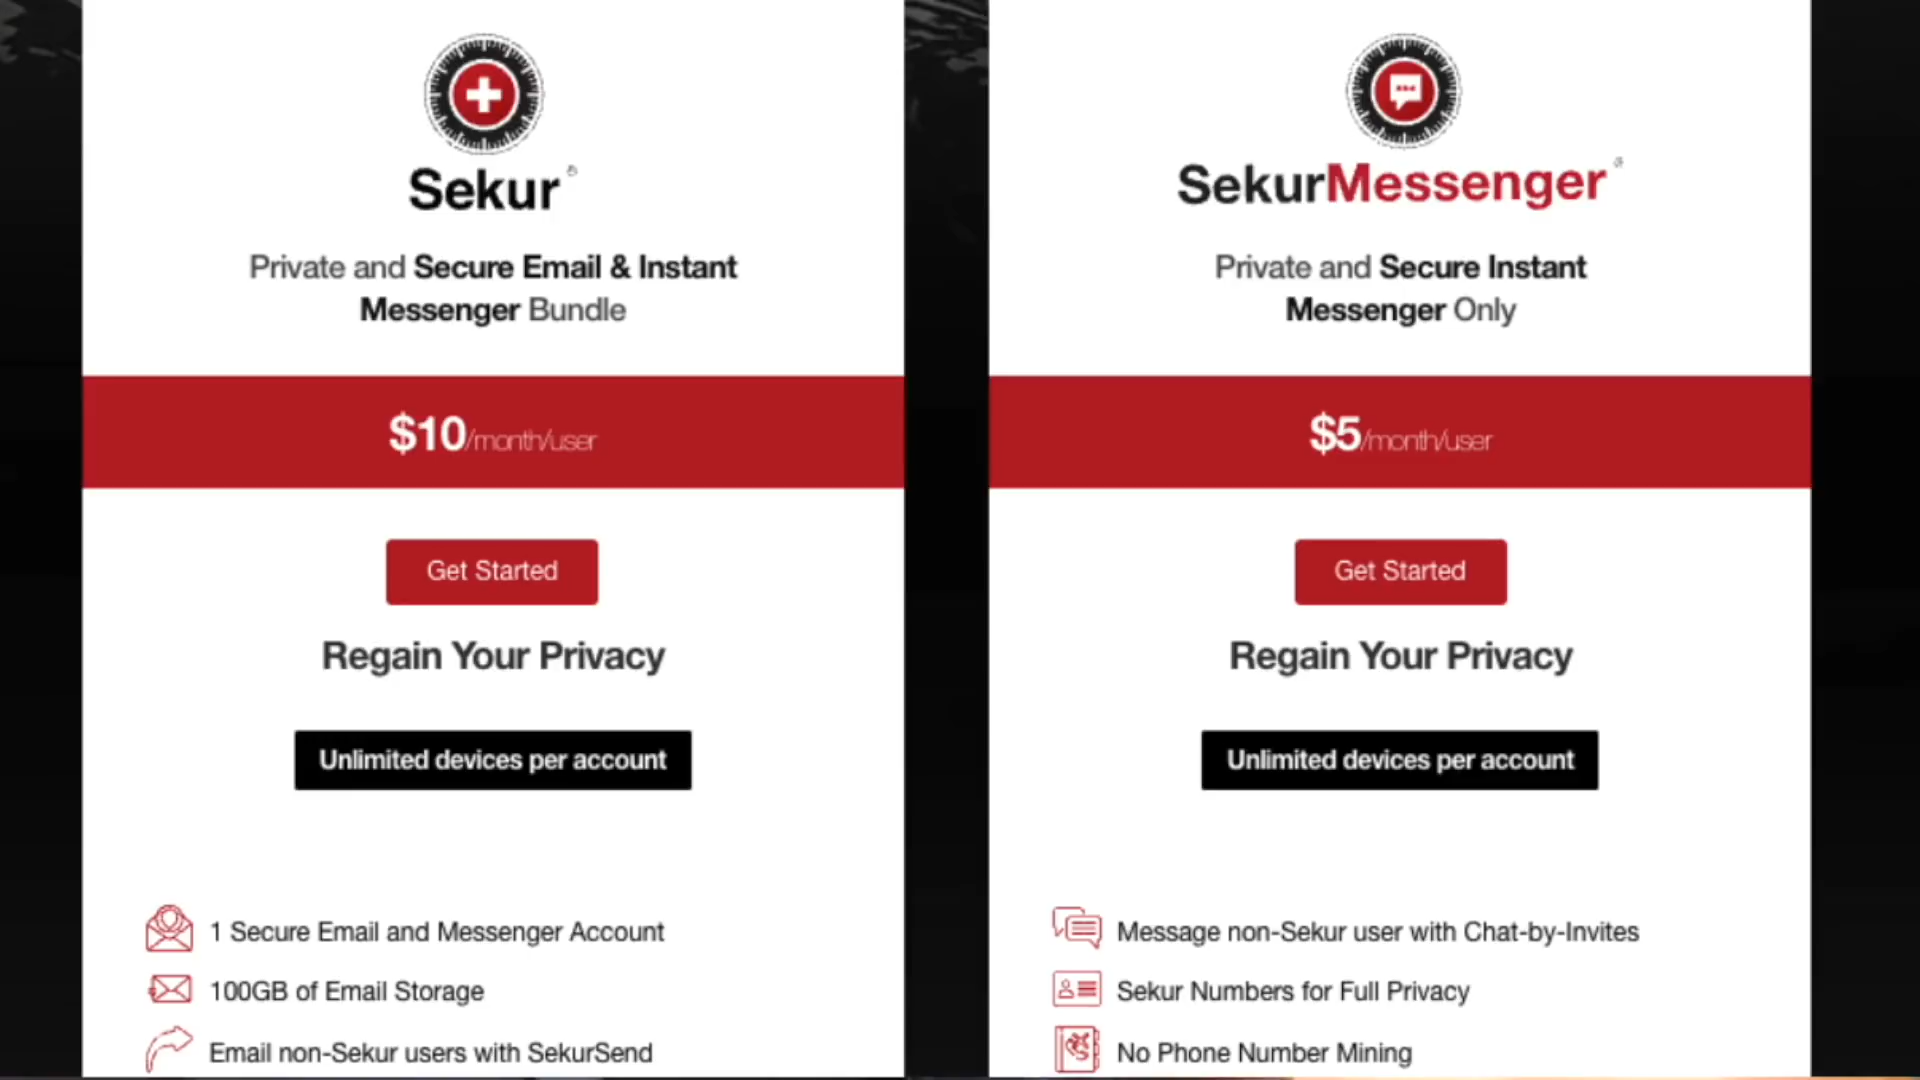 Sekur
Private and Secure Email & Instant
Messenger Bundle
$10/month/user
Get Started
Regain Your Privacy
Unlimited devices per account
1 Secure Email and Messenger Account
100GB of Email Storage
Email non-Sekur users with SekurSend
SekurMessenger
Private and Secure Instant
Messenger Only
$5/month/user
Get Started
Regain Your Privacy
Unlimited devices per account
Message non-Sekur user with Chat-by-Invites
Sekur Numbers for Full Privacy
No Phone Number Mining